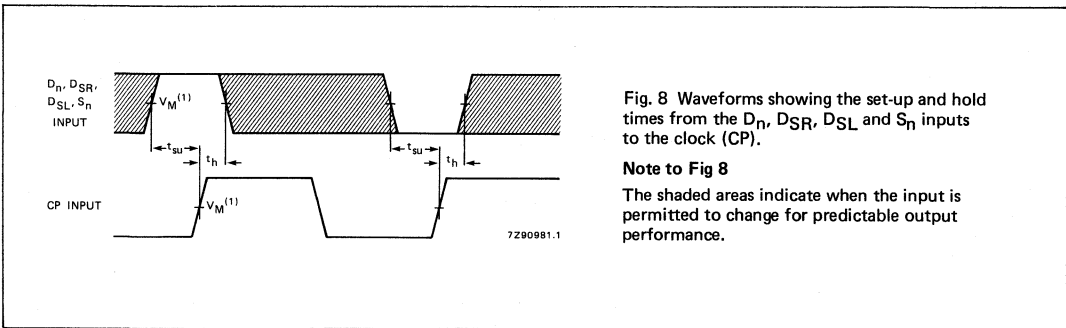 Dn, DSR,
DSL, Sn
INPUT
VM(1)
tsu
th
tsu
th
CP INPUT
VM(1)
7Z90981.1
Fig. 8 Waveforms showing the set-up and hold
times from the Dn, DSR, DSL and Sn inputs
to the clock (CP).
Note to Fig 8
The shaded areas indicate when the input is
permitted to change for predictable output
performance.